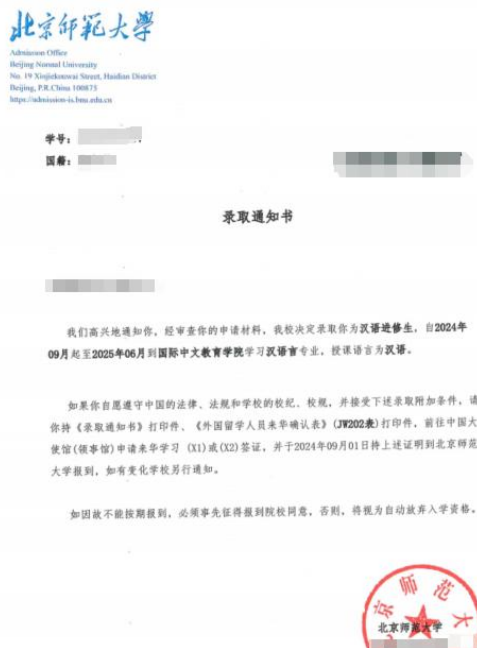 北京师范大学
Admission Office
Beijing Normal University
No. 19 Xinjiekouwai Street, Haidian District
Beijing, P.R.China 100875
https://admission-is.bnu.edu.cn
学号:
国籍:
录取通知书
我们高兴地通知你,经审查你的申请材料,我校决定录取你为汉语进修生,自2024年
09月起至2025年06月到国际中文教育学院学习汉语言专业,授课语言为汉语。
如果你自愿遵守中国的法律、法规和学校的校纪、校规,并接受下述录取附加条件,请
你持《录取通知书》打印件、《外国留学人员来华确认表》(JW202表)打印件,前往中国大
使馆(领事馆)申请来华学习 (X1)或(X2)签证,并于2024年09月01日持上述证明到北京师范
大学报到,如有变化学校另行通知。
如因故不能按期报到,必须事先征得报到院校同意,否则,将视为自动放弃入学资格。
京师范大
北京师范大学